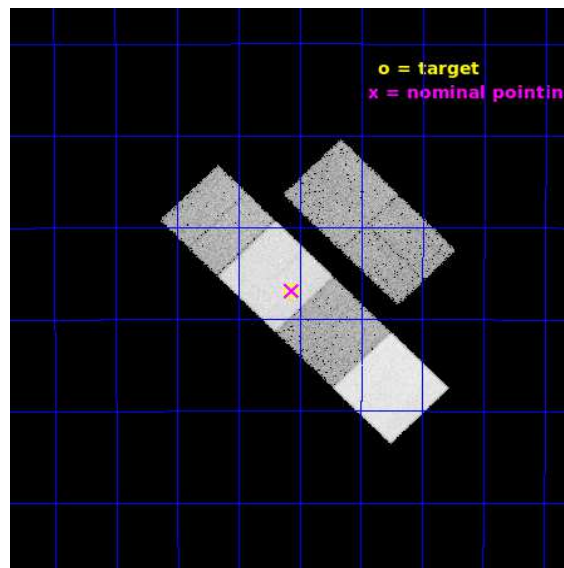 o = target
x = nominal pointin